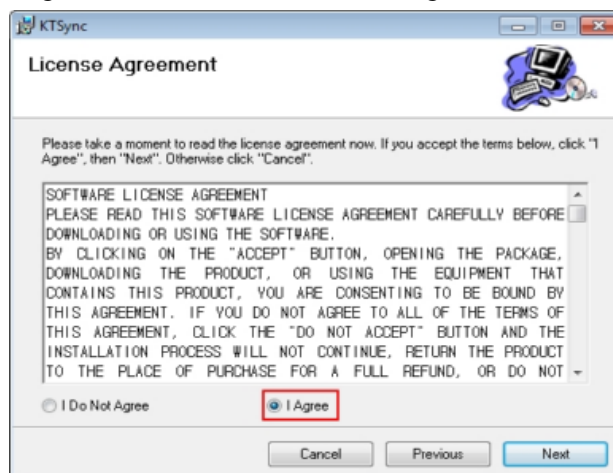 KTSync
License Agreement
Please take a moment to read the license agreement now. If you accept the terms below, click "I
Agree", then "Next". Otherwise click "Cancel".
SOFTWARE LICENSE AGREEMENT
PLEASE READ THIS SOFTWARE LICENSE AGREEMENT CAREFULLY BEFORE
DOWNLOADING OR USING THE SOFTWARE.
BY CLICKING ON THE "ACCEPT" BUTTON, OPENING THE PACKAGE,
DOWNLOADING THE PRODUCT, OR USING THE EQUIPMENT THAT
CONTAINS THIS PRODUCT, YOU ARE CONSENTING TO BE BOUND BY
THIS AGREEMENT. IF YOU DO NOT AGREE TO ALL OF THE TERMS OF
THIS AGREEMENT, CLICK THE "DO NOT ACCEPT" BUTTON AND THE
INSTALLATION PROCESS WILL NOT CONTINUE, RETURN THE PRODUCT
TO THE PLACE OF PURCHASE FOR A FULL REFUND, OR DO NOT
I Do Not Agree
I Agree
Cancel
Previous
Next